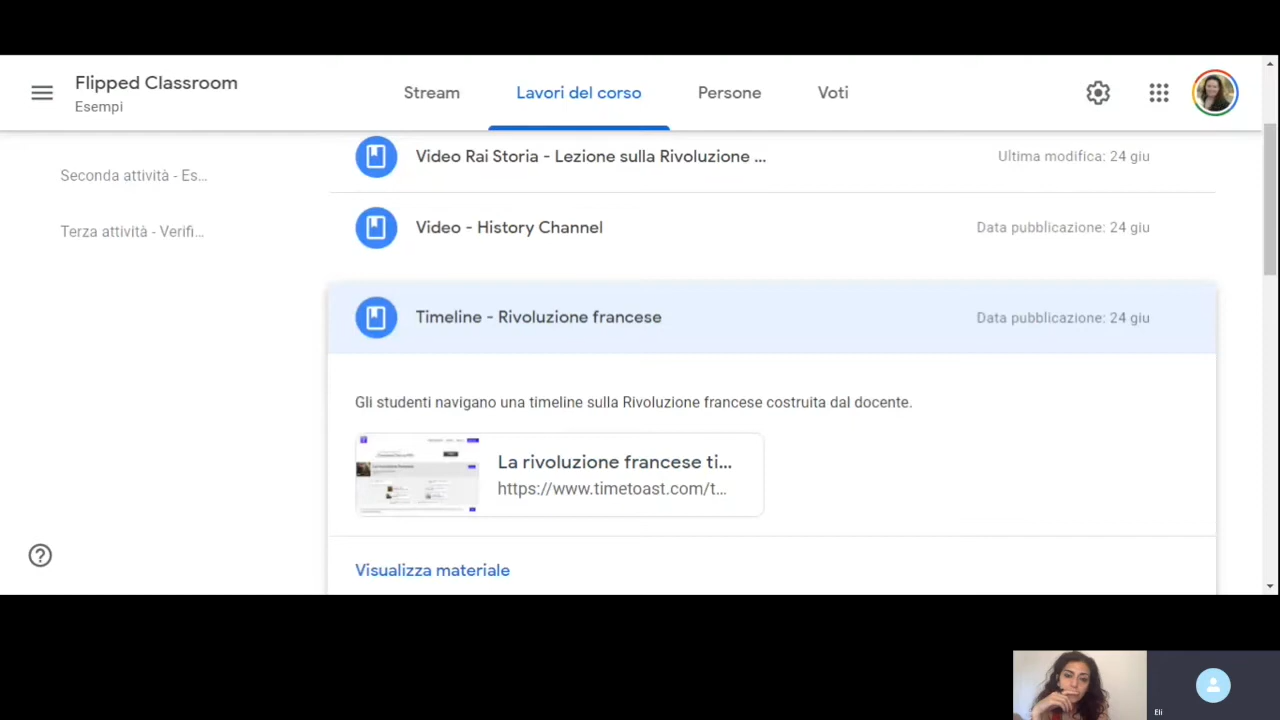 Flipped Classroom
Esempi
Stream
Lavori del corso
Persone
Voti
Seconda attività - Es...
Terza attività - Verifi...
Video Rai Storia - Lezione sulla Rivoluzione ...
Ultima modifica: 24 giu
Video - History Channel
Data pubblicazione: 24 giu
Timeline - Rivoluzione francese
Data pubblicazione: 24 giu
Gli studenti navigano una timeline sulla Rivoluzione francese costruita dal docente.
La rivoluzione francese ti...
https://www.timetoast.com/t...
Visualizza materiale
Eli